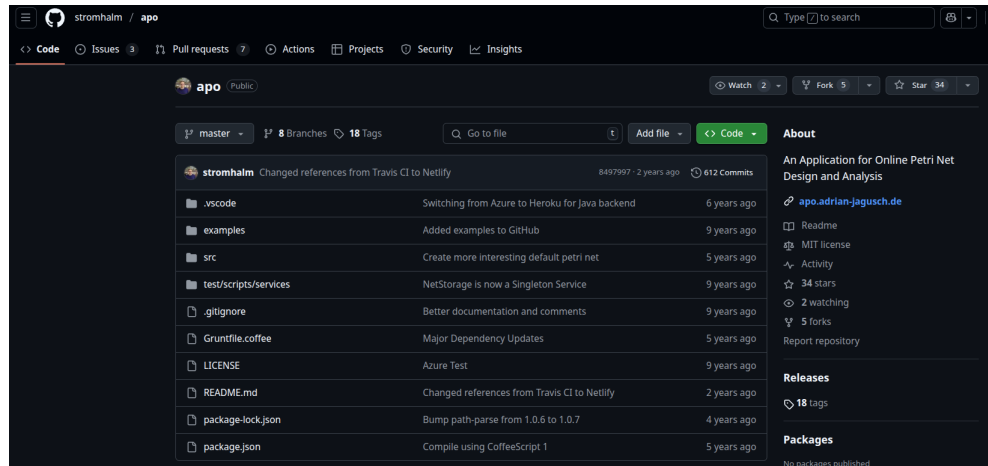 stromhalm / apo
Type / to search
Code Issues 3 Pull requests 7 Actions Projects Security Insights
apo Public
Watch 2 Fork 5 Star 34
master 8 Branches 18 Tags Go to file t Add file Code
stromhalm Changed references from Travis CI to Netlify 8497997 · 2 years ago 612 Commits
.vscode Switching from Azure to Heroku for Java backend 6 years ago
examples Added examples to GitHub 9 years ago
src Create more interesting default petri net 5 years ago
test/scripts/services NetStorage is now a Singleton Service 9 years ago
.gitignore Better documentation and comments 9 years ago
Gruntfile.coffee Major Dependency Updates 5 years ago
LICENSE Azure Test 9 years ago
README.md Changed references from Travis CI to Netlify 2 years ago
package-lock.json Bump path-parse from 1.0.6 to 1.0.7 4 years ago
package.json Compile using CoffeeScript 1 5 years ago
About
An Application for Online Petri Net
Design and Analysis
apo.adrian-jagusch.de
Readme
MIT license
Activity
34 stars
2 watching
5 forks
Report repository
Releases
18 tags
Packages
No packages published